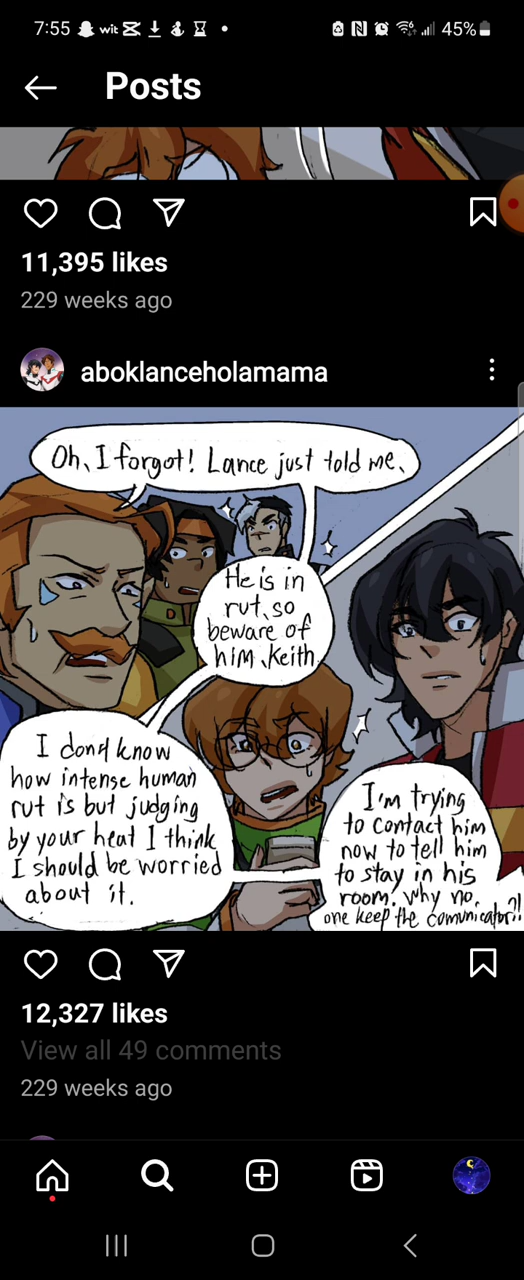 7:55
wit
45%
Posts
11,395 likes
229 weeks ago
aboklanceholamama
Oh, I forgot! Lance just told me,
He is in
rut, so
beware of
him, Keith
I don't know
how intense human
rut is but judging
by your heat I think
I should be worried
about it.
I'm trying
to contact him
now to tell him
to stay in his
room. Why no
one keep the comunicator?!!
12,327 likes
View all 49 comments
229 weeks ago